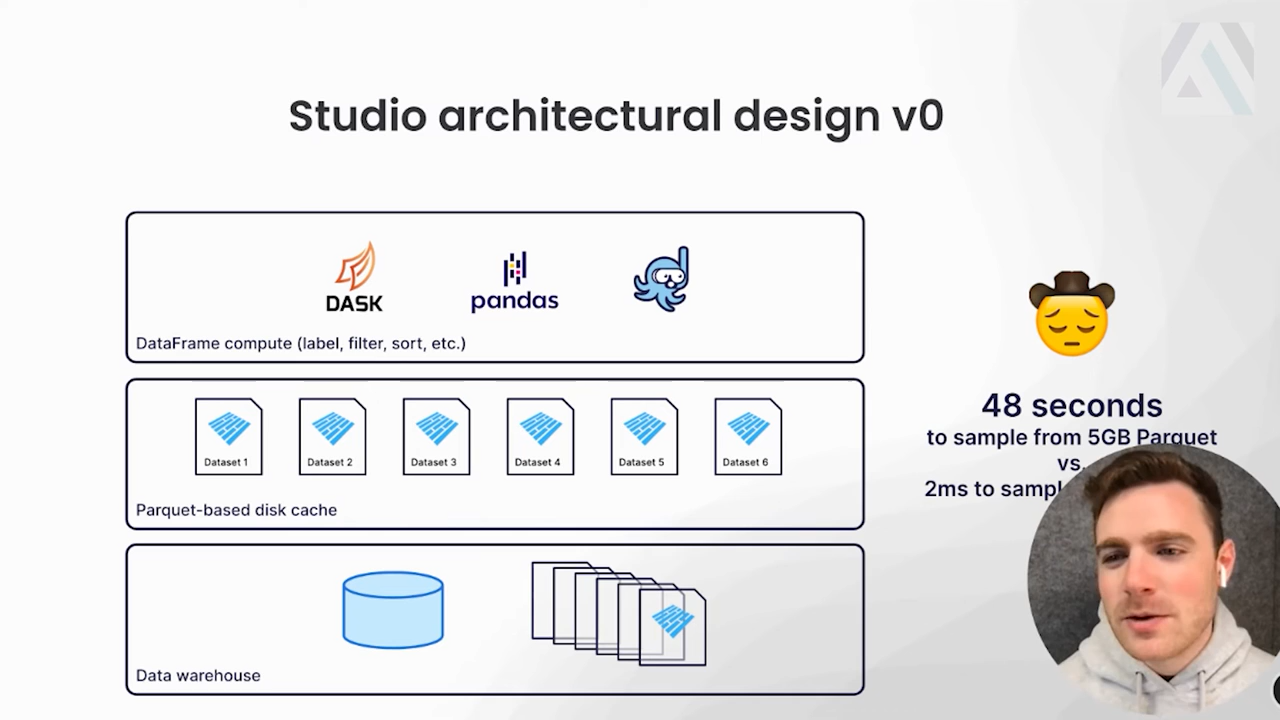 Studio architectural design v0
DASK
pandas
DataFrame compute (label, filter, sort, etc.)
Dataset 1
Dataset 2
Dataset 3
Dataset 4
Dataset 5
Dataset 6
Parquet-based disk cache
Data warehouse
48 seconds
to sample from 5GB Parquet
vs.
2ms to